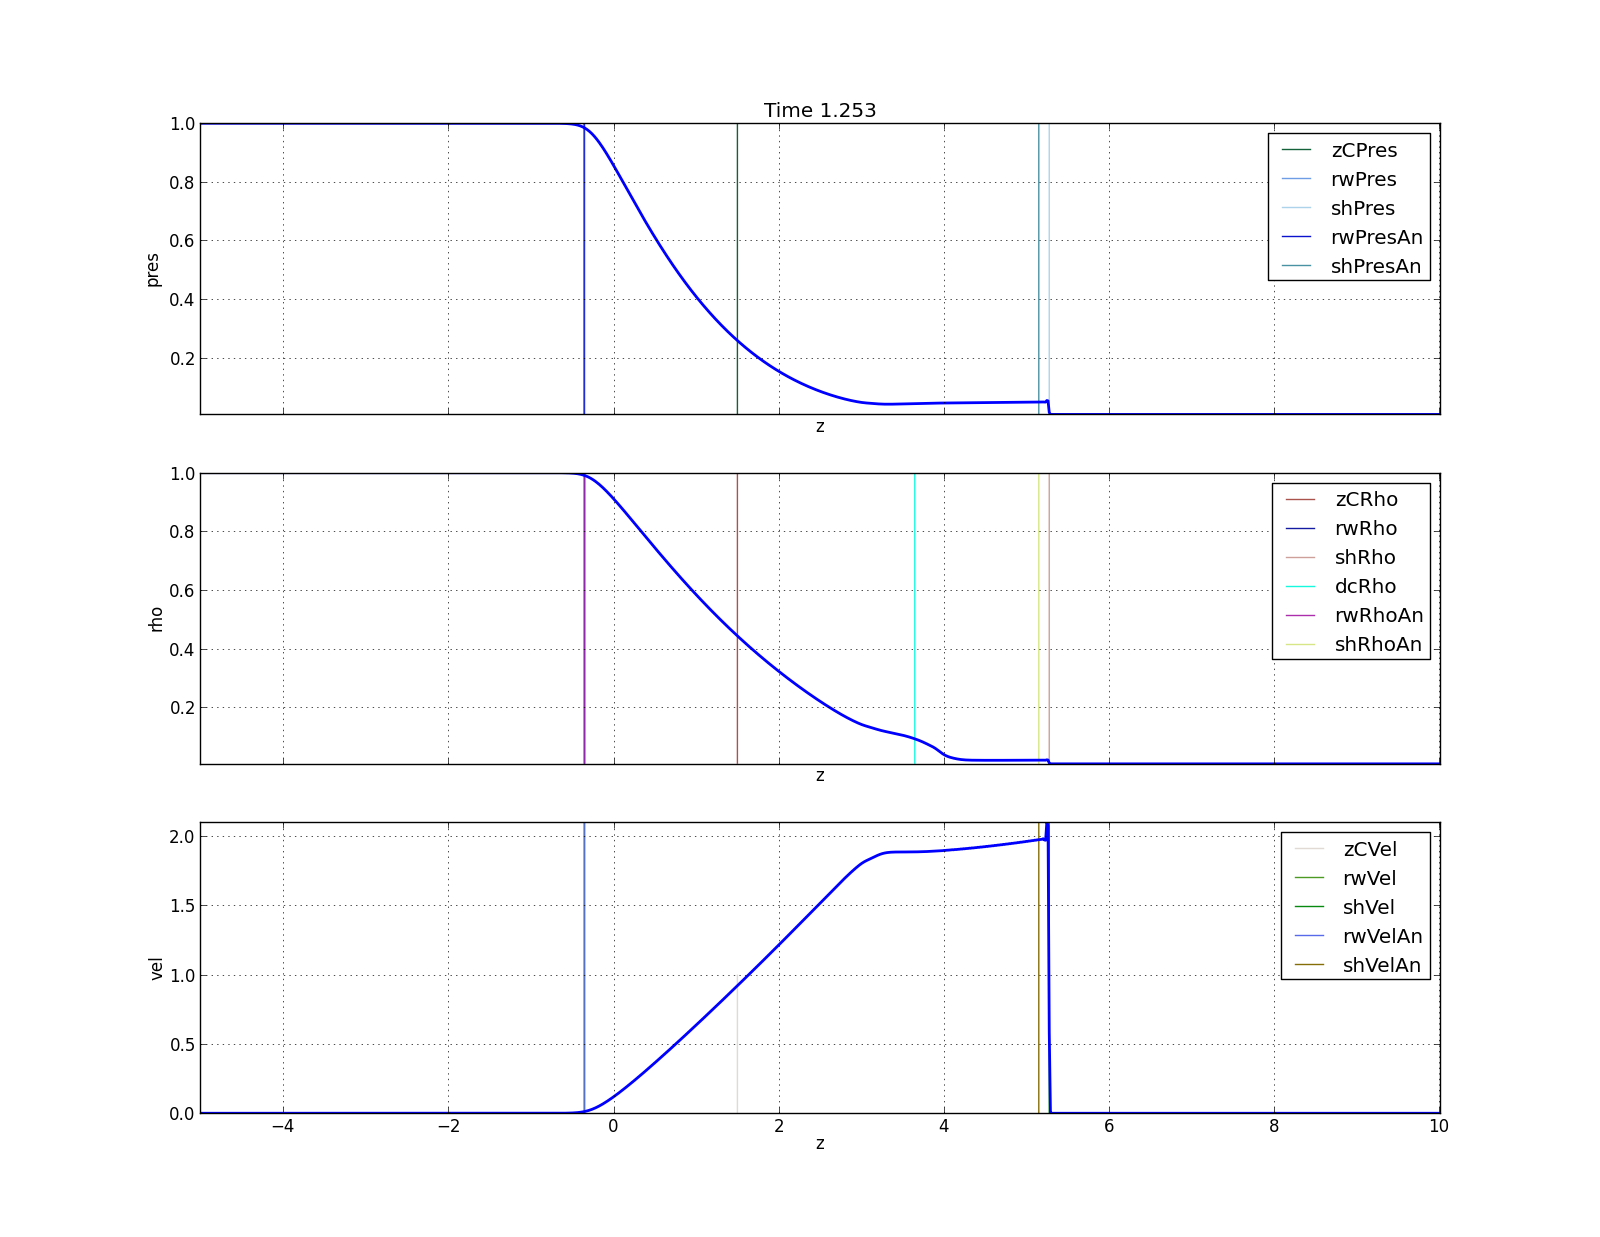 Time 1.253
1.0
0.8
0.6
0.4
0.2
pres
z
zCPres
rwPres
shPres
rwPresAn
shPresAn
1.0
0.8
0.6
0.4
0.2
rho
z
zCRho
rwRho
shRho
dcRho
rwRhoAn
shRhoAn
2.0
1.5
1.0
0.5
0.0
vel
zCVel
rwVel
shVel
rwVelAn
shVelAn
−4 −2 0 2 4 6 8 10
z